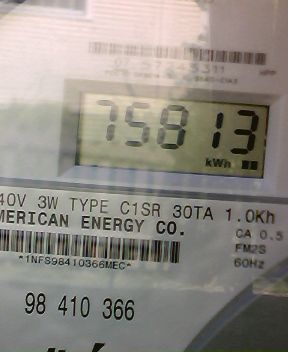 75813
kWh
40V 3W TYPE C1SR 30TA 1.0Kh
MERICAN ENERGY CO.
CA 0.5
FM2S
60Hz
*1NFS98410366MEC*
98 410 366